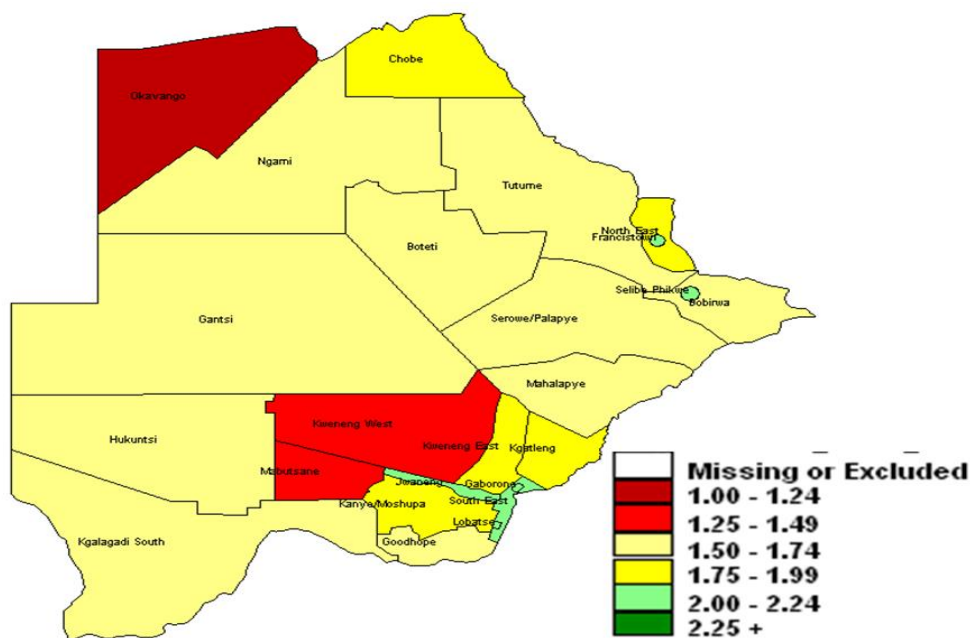 Chobe
Okavango
Ngami
Tutume
North East
Francistown
Boteti
Selibe Phikwe
Bobirwa
Gantsi
Serowe/Palapye
Mahalapye
Hukuntsi
Kweneng West
Kweneng East
Kgatleng
Mabutsane
Jwaneng
Gaborone
Kanye/Moshupa
South East
Lobatse
Goodhope
Kgalagadi South
Missing or Excluded
1.00 - 1.24
1.25 - 1.49
1.50 - 1.74
1.75 - 1.99
2.00 - 2.24
2.25 +